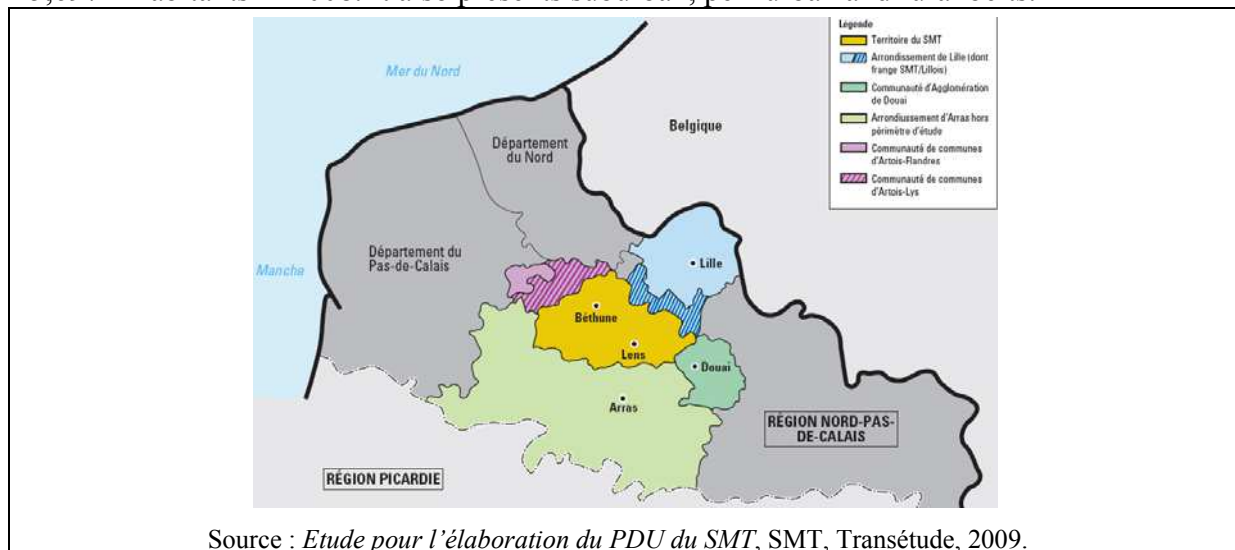 Légende
Territoire du SMT
Arrondissement de Lille (dont
frange SMT/Lillois)
Communauté d'Agglomération
de Douai
Arrondiussement d'Arras hors
périmètre d'étude
Communauté de communes
d'Artois-Flandres
Communauté de communes
d'Artois-Lys
Mer du Nord
Belgique
Département
du Nord
Département du
Pas-de-Calais
Manche
Lille
Béthune
Lens
Douai
Arras
RÉGION NORD-PAS-
DE-CALAIS
RÉGION PICARDIE
Source : Etude pour l'élaboration du PDU du SMT, SMT, Transétude, 2009.